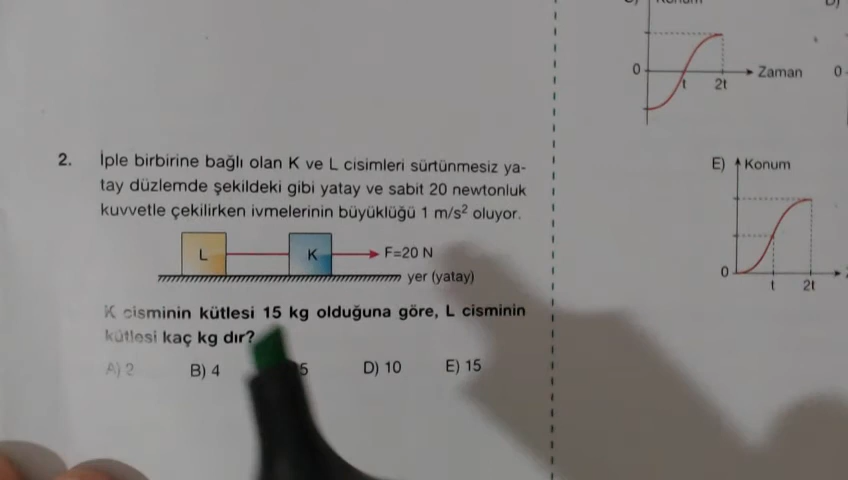 Zaman
0
t
2t
0
2. İple birbirine bağlı olan K ve L cisimleri sürtünmesiz ya-
tay düzlemde şekildeki gibi yatay ve sabit 20 newtonluk
kuvvetle çekilirken ivmelerinin büyüklüğü 1 m/s² oluyor.
L
K
F=20 N
yer (yatay)
K cisminin kütlesi 15 kg olduğuna göre, L cisminin
kütlesi kaç kg dır?
A) 2
B) 4
5
D) 10
E) 15
E)
Konum
0
t
2t